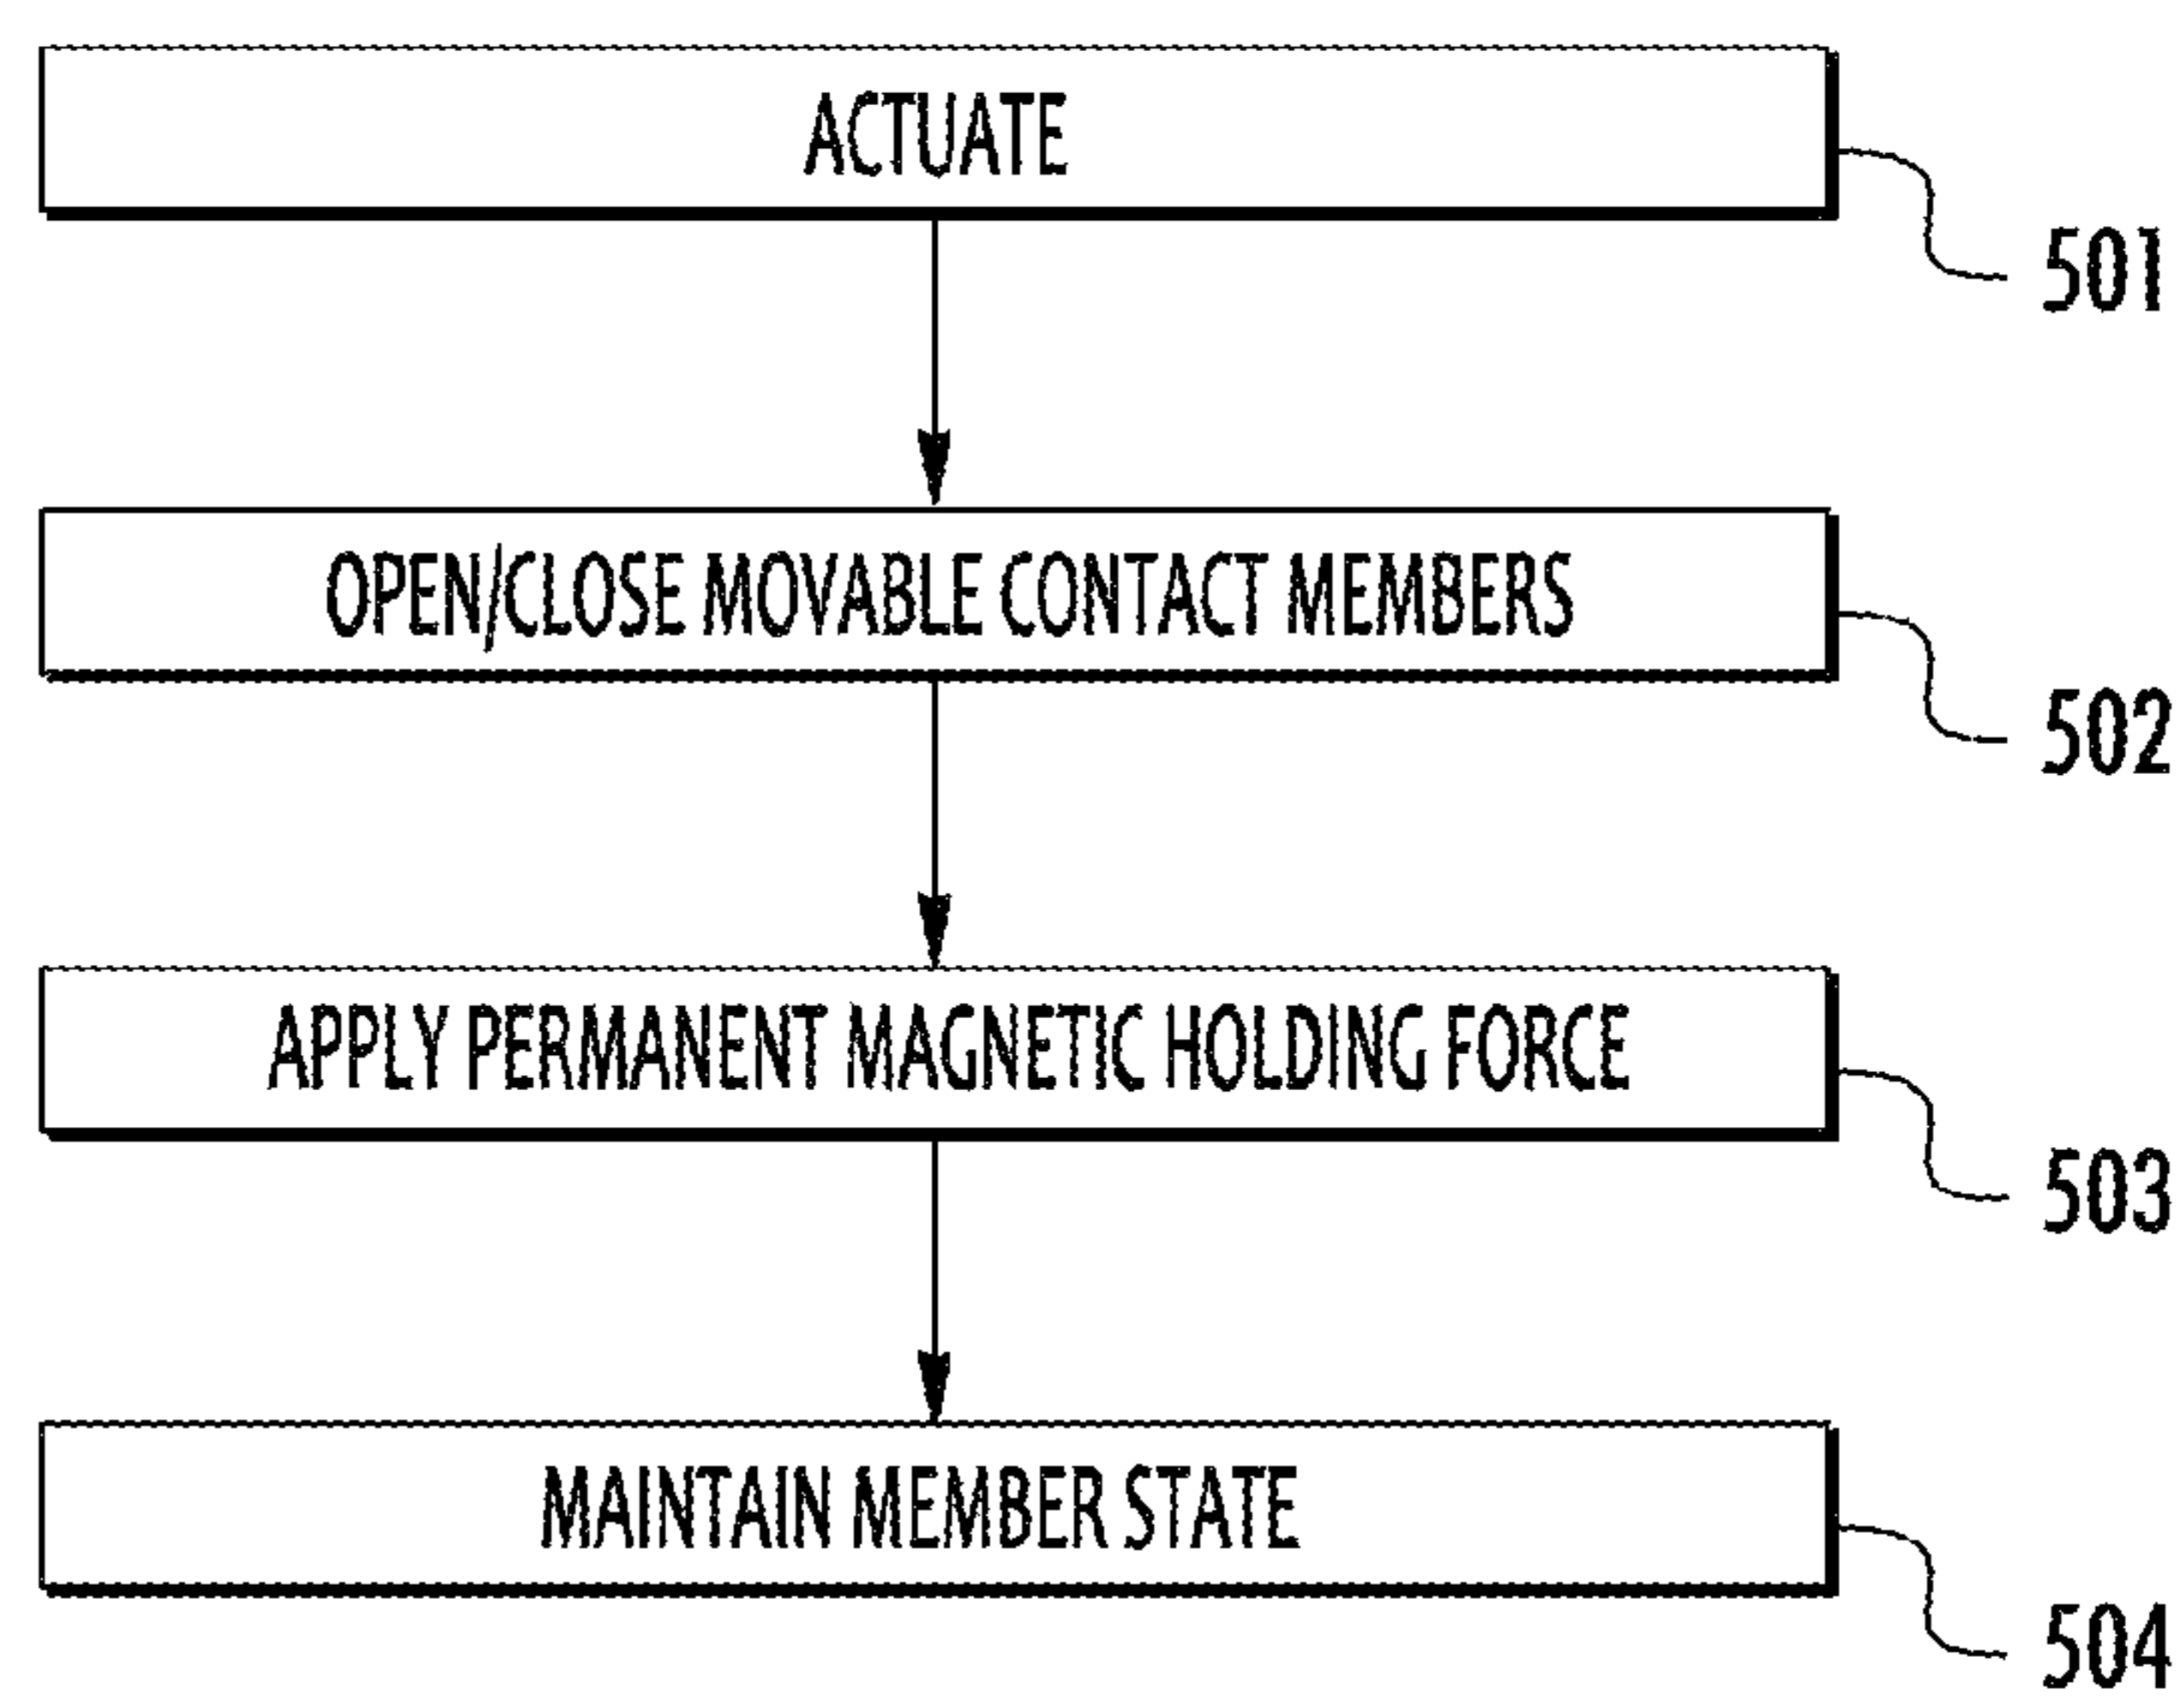 ACTUATE
501
OPEN/CLOSE MOVABLE CONTACT MEMBERS
502
APPLY PERMANENT MAGNETIC HOLDING FORCE
503
MAINTAIN MEMBER STATE
504